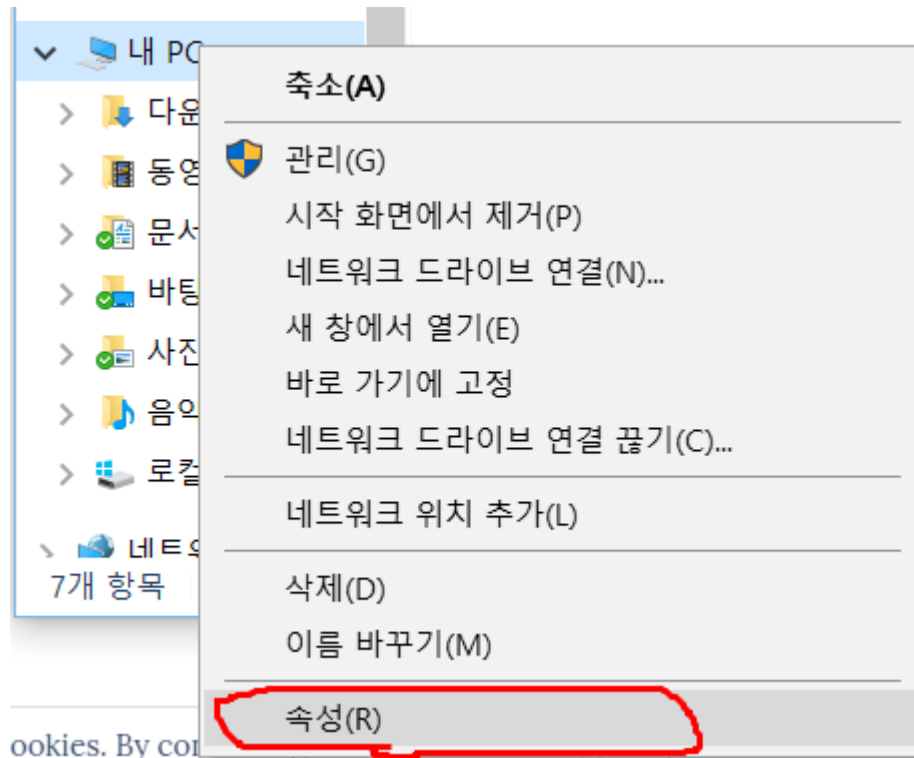 내 PC
축소(A)
다운
관리(G)
동영
시작 화면에서 제거(P)
문서
네트워크 드라이브 연결(N)...
바탕
새 창에서 열기(E)
사진
바로 가기에 고정
음악
네트워크 드라이브 연결 끊기(C)...
로컬
네트워크 위치 추가(L)
네트워
7개 항목
삭제(D)
이름 바꾸기(M)
속성(R)
ookies. By con